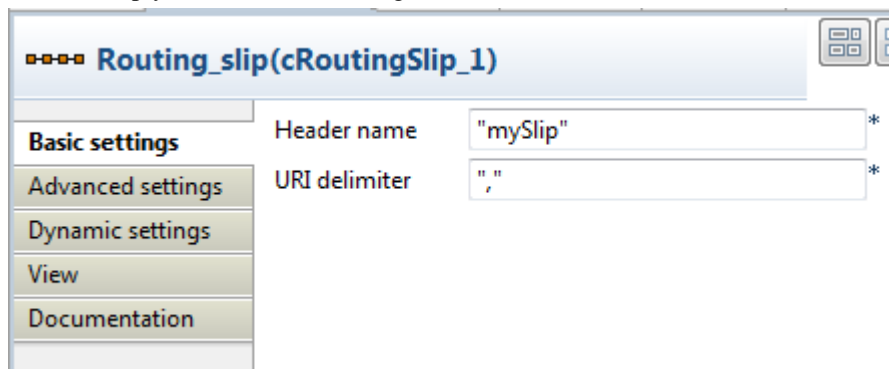 Routing_slip(cRoutingSlip_1)
Basic settings
Header name "mySlip" *
Advanced settings
URI delimiter "," *
Dynamic settings
View
Documentation